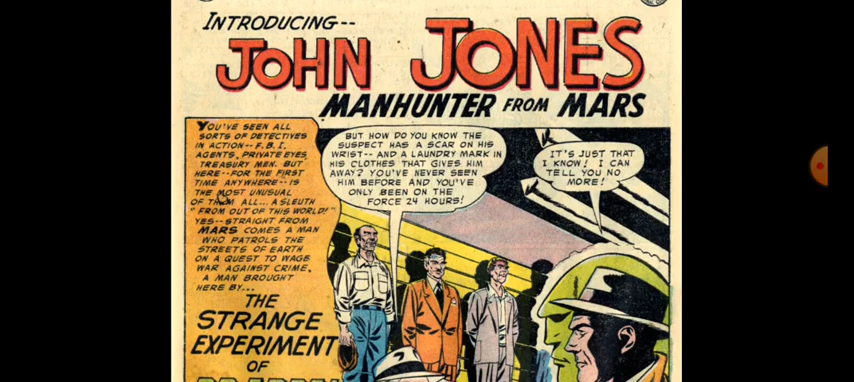 INTRODUCING--
JOHN JONES
MANHUNTER FROM MARS
YOU'VE SEEN ALL
SORTS OF DETECTIVES
IN ACTION-- F.B.I.
AGENTS, PRIVATE EYES,
TREASURY MEN. BUT
HERE--FOR THE FIRST
TIME ANYWHERE--IS
THE MOST UNUSUAL
OF THEM ALL... A SLEUTH
"FROM OUT OF THIS WORLD!"
YES--STRAIGHT FROM
MARS COMES A MAN
WHO PATROLS THE
STREETS OF EARTH
ON A QUEST TO WAGE
WAR AGAINST CRIME,
A MAN BROUGHT
HERE BY...
THE
STRANGE
EXPERIMENT
OF
BUT HOW DO YOU KNOW THE
SUSPECT HAS A SCAR ON HIS
WRIST-- AND A LAUNDRY MARK IN
HIS CLOTHES THAT GIVES HIM
AWAY? YOU'VE NEVER SEEN
HIM BEFORE AND YOU'VE
ONLY BEEN ON THE
FORCE 24 HOURS!
IT'S JUST THAT
I KNOW! I CAN
TELL YOU NO
MORE!